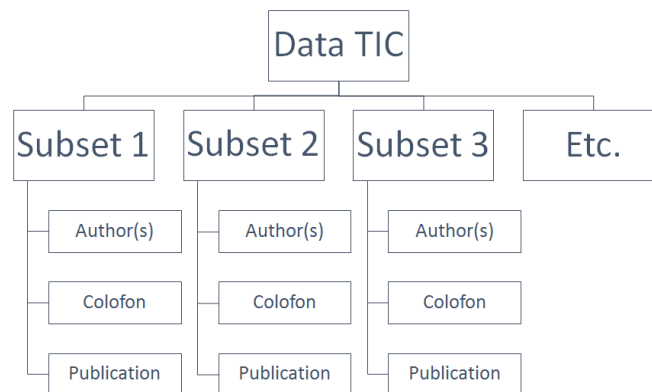 Data TIC
Subset 1
Subset 2
Subset 3
Etc.
Author(s)
Author(s)
Author(s)
Colofon
Colofon
Colofon
Publication
Publication
Publication